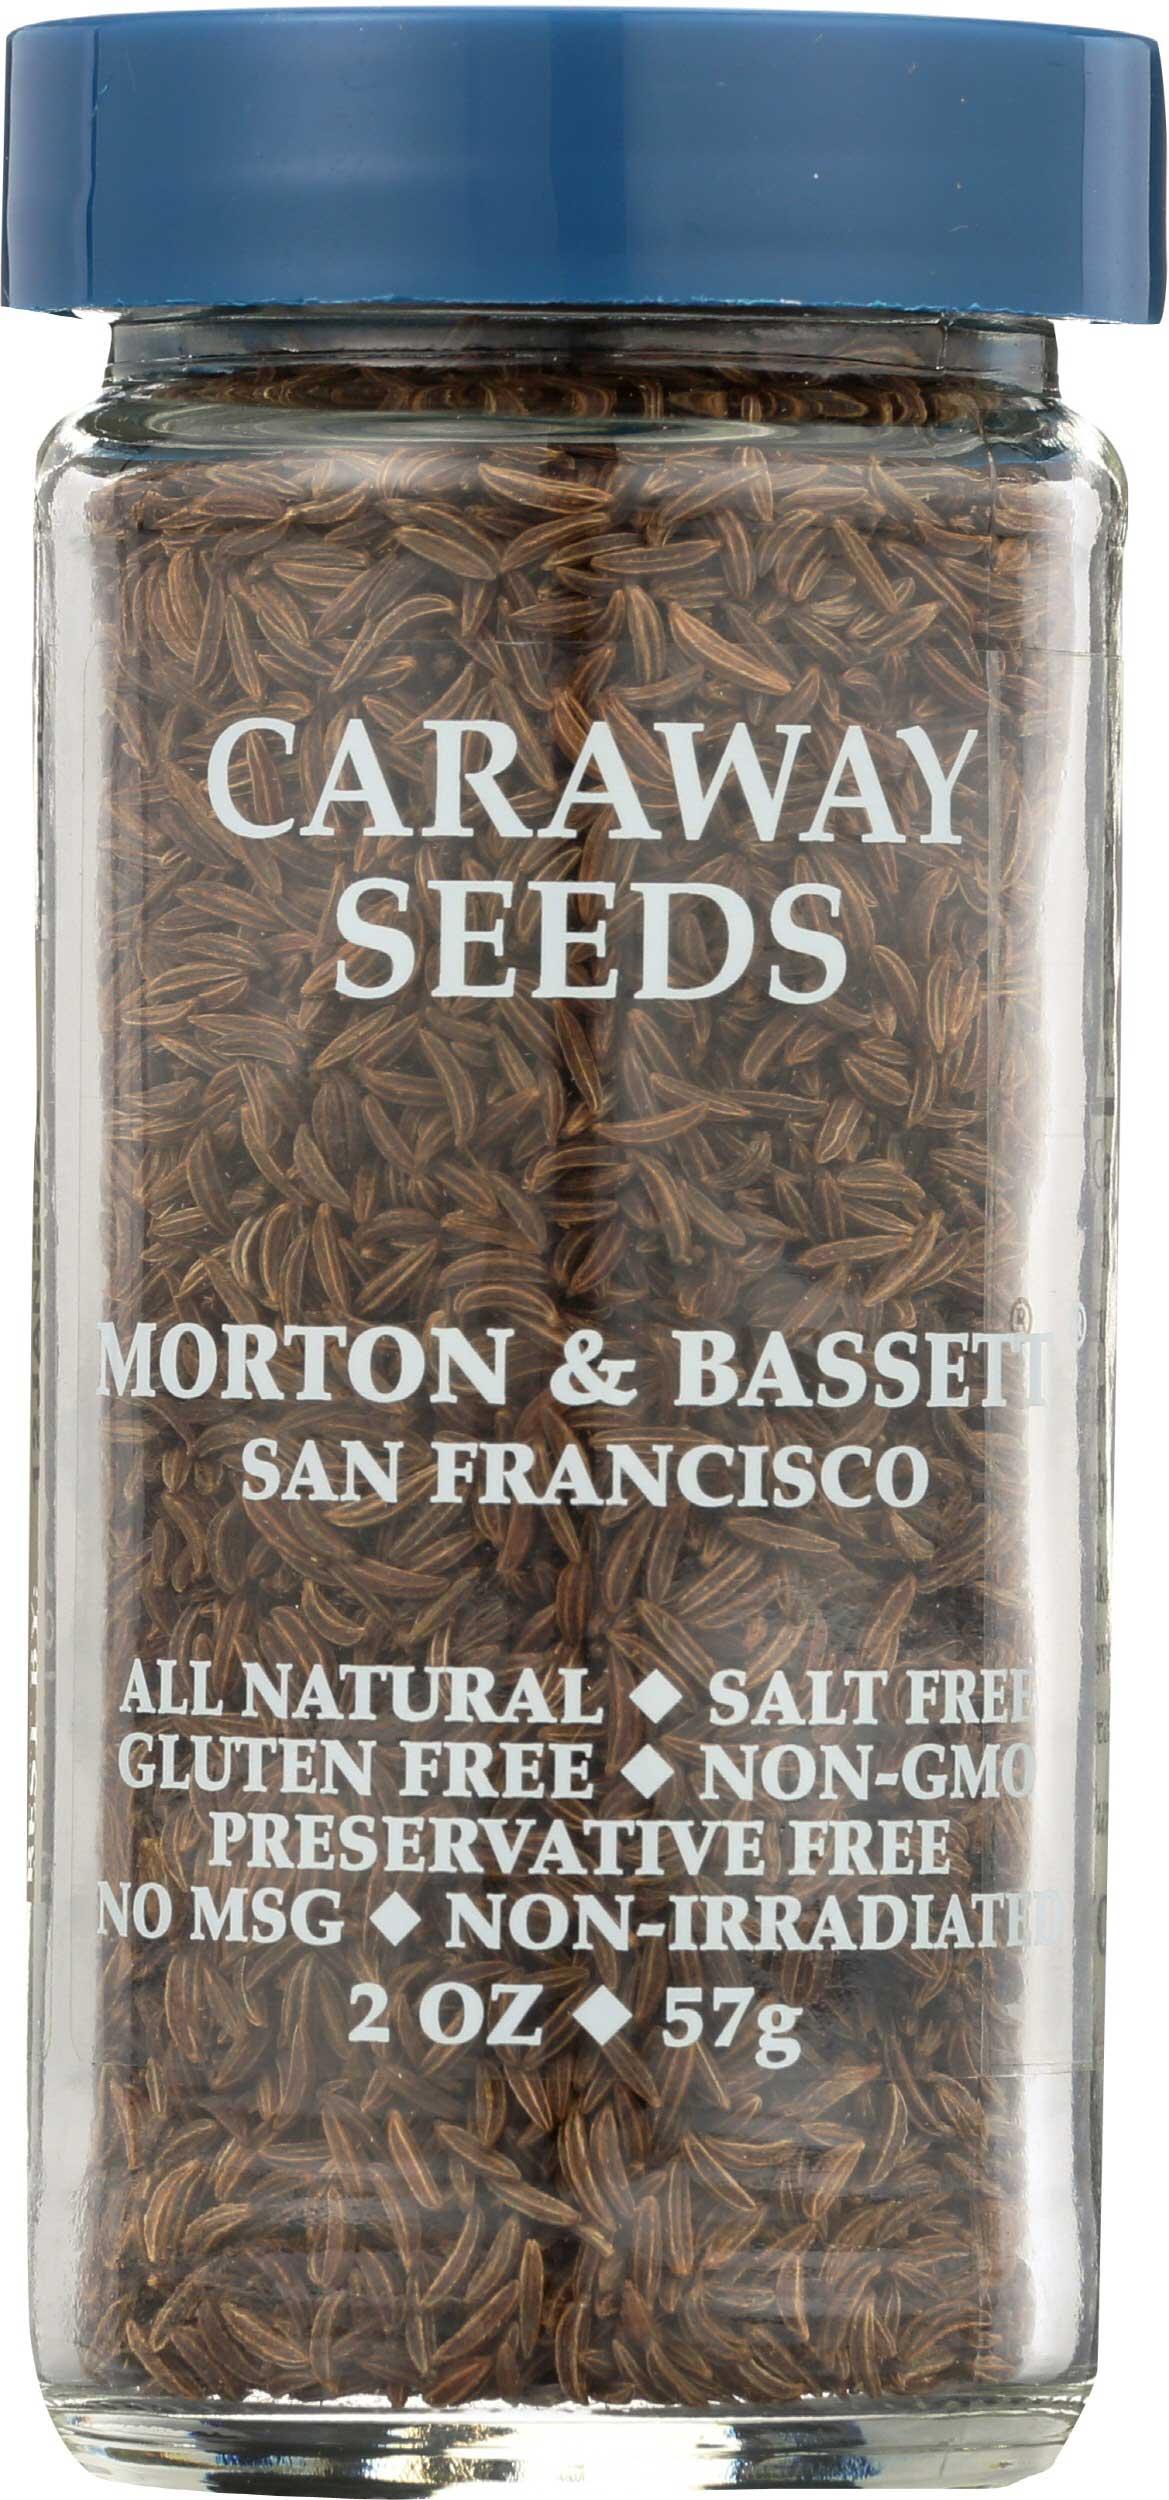 CARAWAY
SEEDS
MORTON & BASSETT®
SAN FRANCISCO
ALL NATURAL ◆ SALT FREE
GLUTEN FREE ◆ NON-GMO
PRESERVATIVE FREE
NO MSG ◆ NON-IRRADIATED
2 OZ ◆ 57g